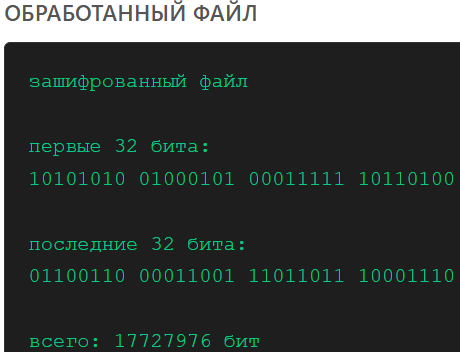 ОБРАБОТАННЫЙ ФАЙЛ
зашифрованный файл
первые 32 бита:
10101010 01000101 00011111 10110100
последние 32 бита:
01100110 00011001 11011011 10001110
всего: 17727976 бит